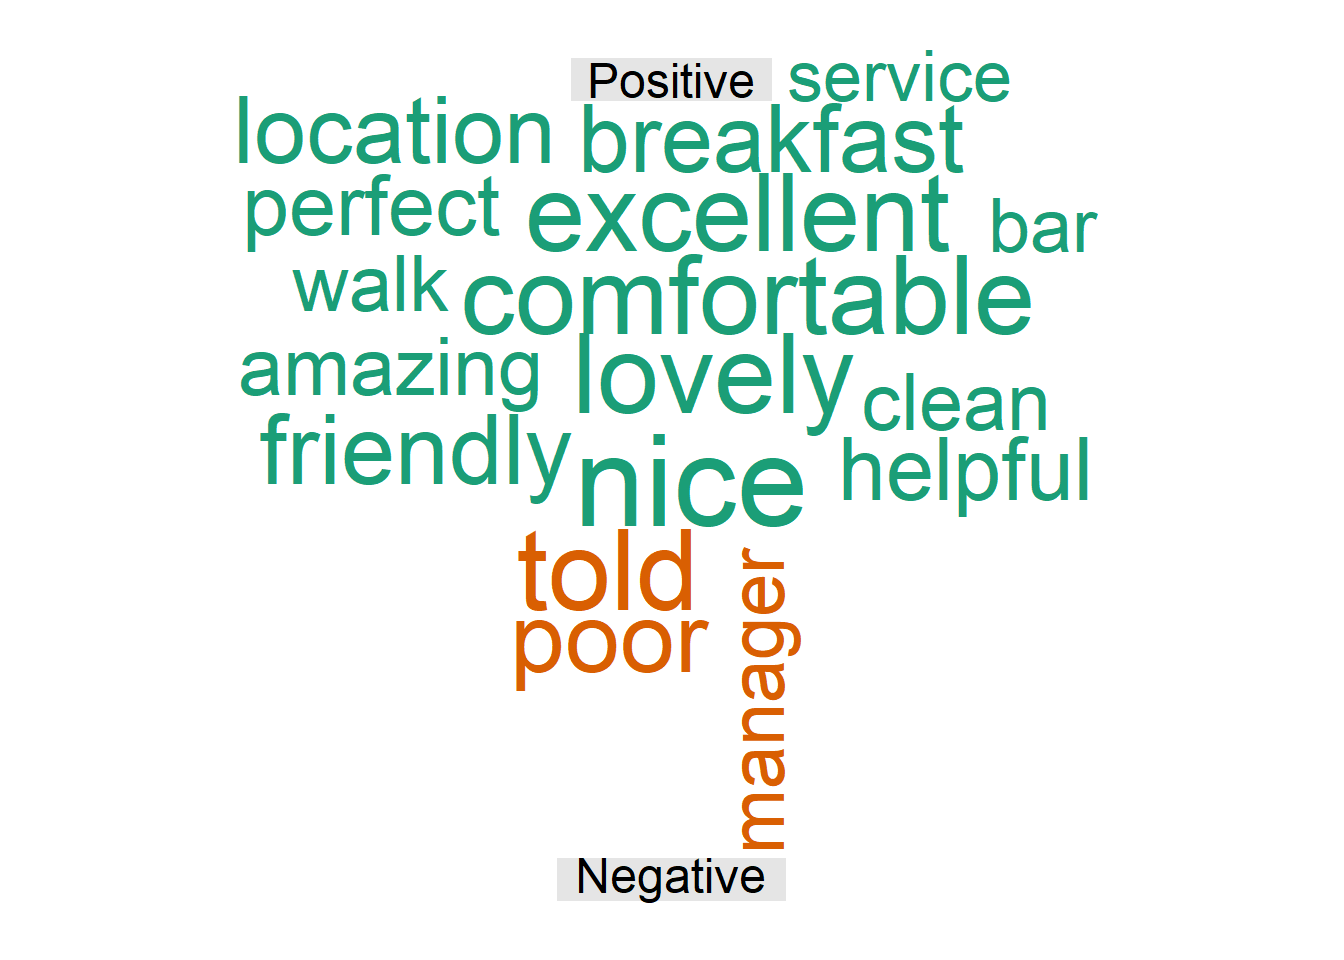 Positive
service
location
breakfast
perfect
excellent
bar
walk
comfortable
amazing
lovely
clean
friendly
nice
helpful
told
poor
manager
Negative